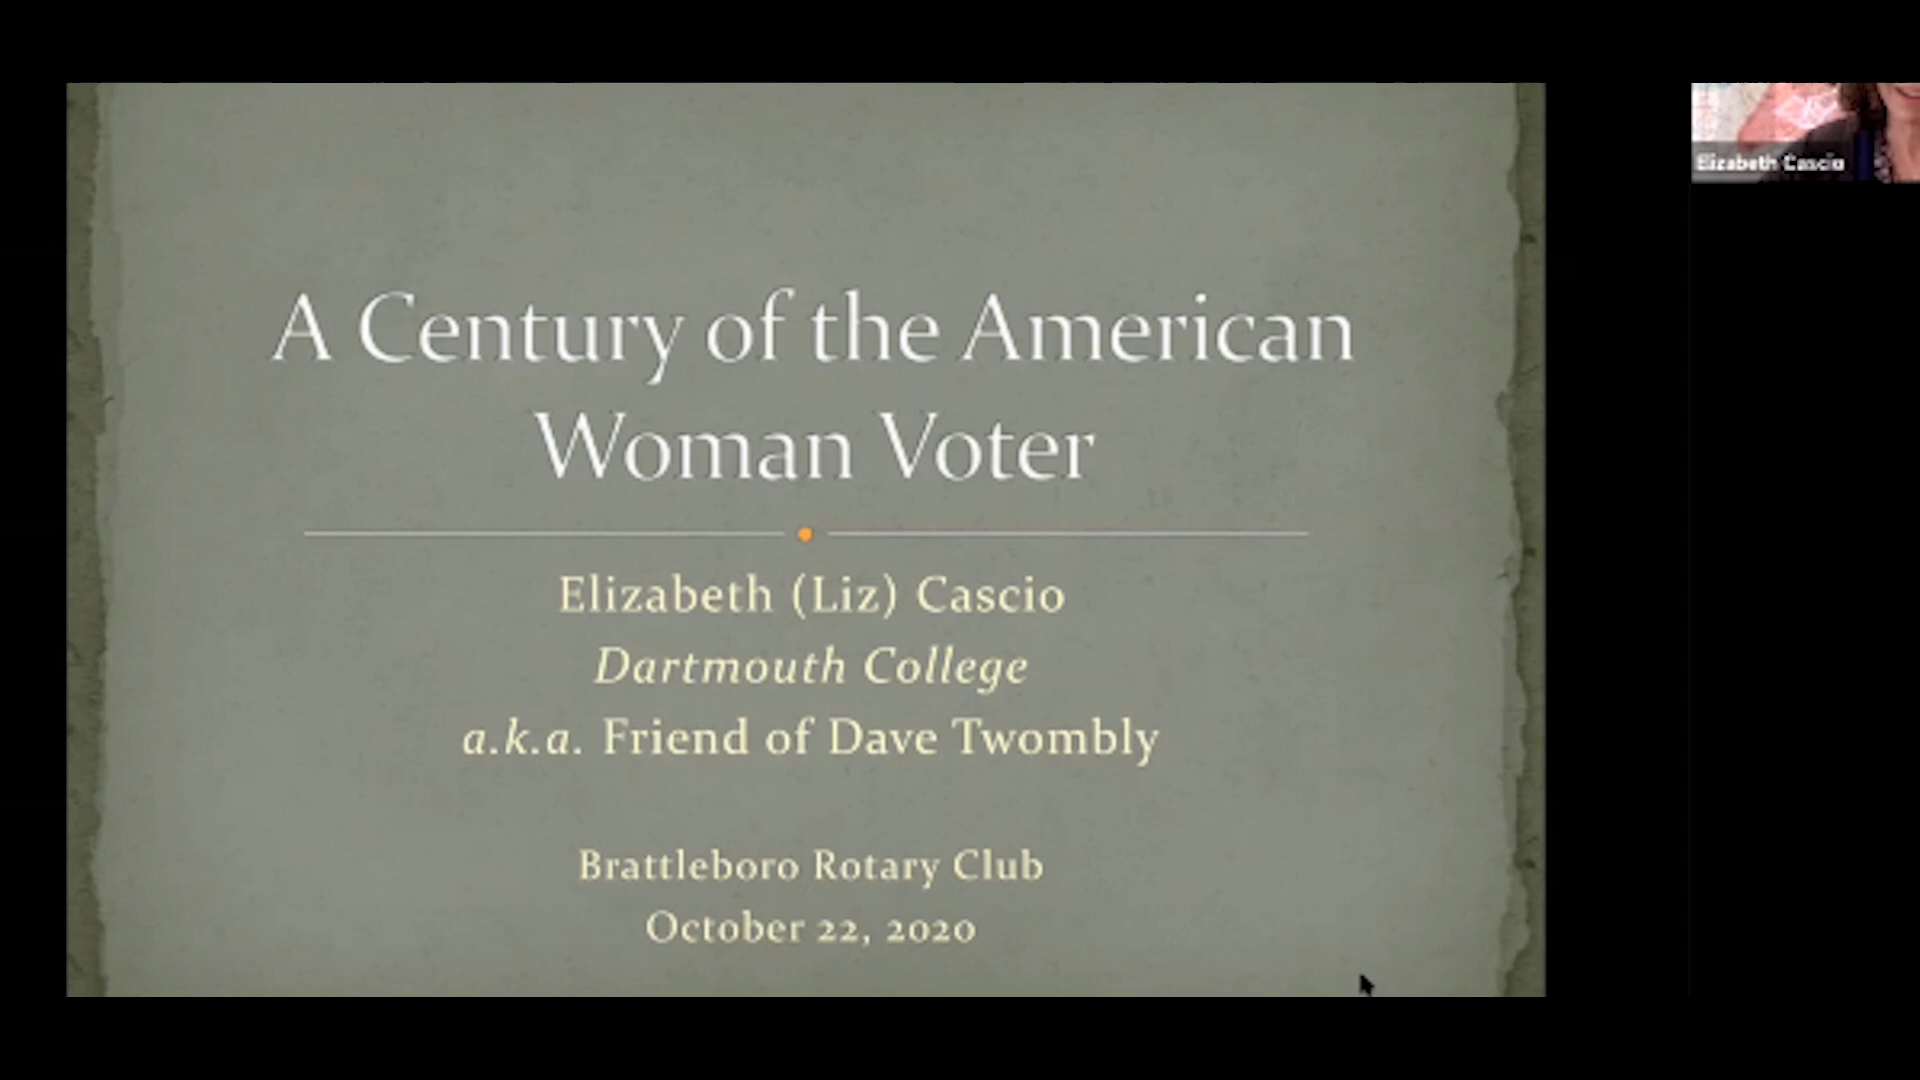 A Century of the American
Woman Voter
Elizabeth (Liz) Cascio
Dartmouth College
a.k.a. Friend of Dave Twombly
Brattleboro Rotary Club
October 22, 2020
Elizabeth Cascio